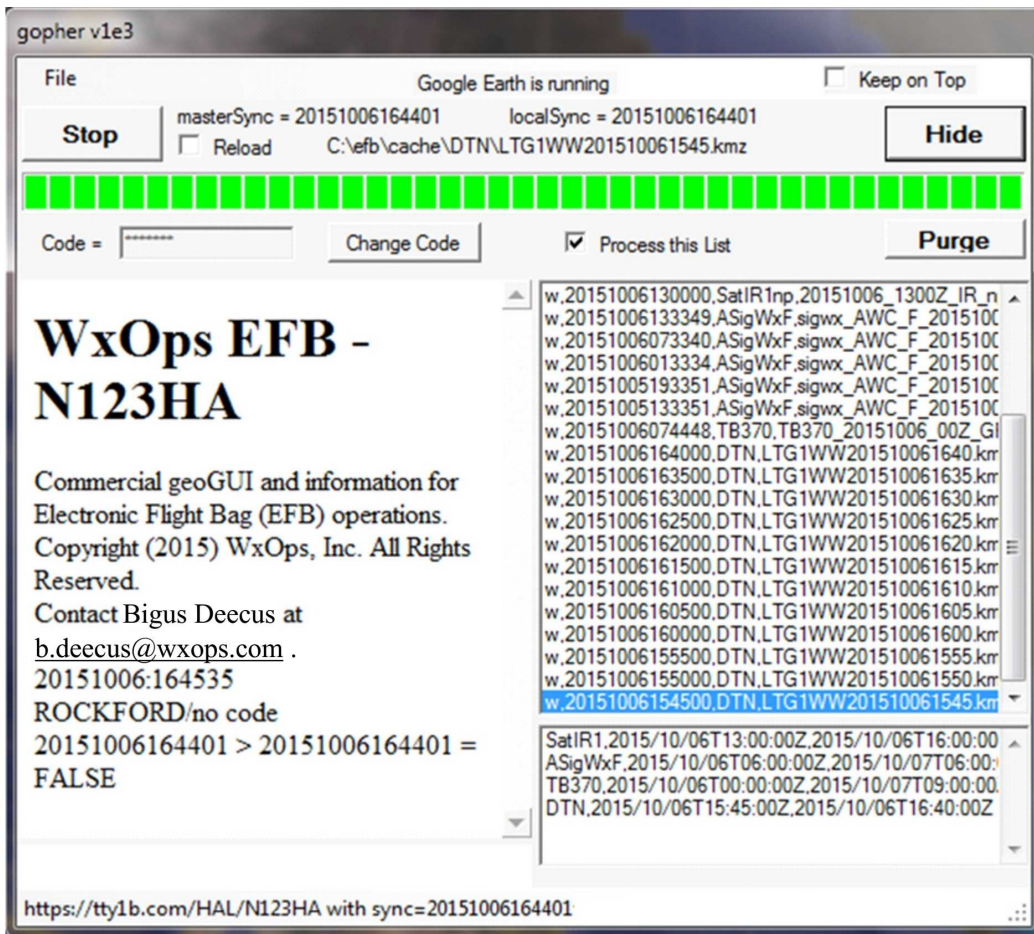 gopher v1e3
File
Google Earth is running
Keep on Top
Stop
masterSync = 20151006164401
localSync = 20151006164401
Hide
Reload
C:\efb\cache\DTN\LTG1WW201510061545.kmz
Code =
*******
Change Code
Process this List
Purge
WxOps EFB -
N123HA
Commercial geoGUI and information for
Electronic Flight Bag (EFB) operations.
Copyright (2015) WxOps, Inc. All Rights
Reserved.
Contact Bigus Deecus at
b.deecus@wxops.com .
20151006:164535
ROCKFORD/no code
20151006164401 > 20151006164401 =
FALSE
w,20151006130000,SatIR1np,20151006_1300Z_IR_n
w,20151006133349,ASigWxF,sigwx_AWC_F_201510
w,20151006073340,ASigWxF,sigwx_AWC_F_201510
w,20151006013334,ASigWxF,sigwx_AWC_F_201510
w,20151005193351,ASigWxF,sigwx_AWC_F_201510
w,20151005133351,ASigWxF,sigwx_AWC_F_201510
w,20151006074448,TB370,TB370_20151006_00Z_G
w,20151006164000,DTN,LTG1WW201510061640.km
w,20151006163500,DTN,LTG1WW201510061635.km
w,20151006163000,DTN,LTG1WW201510061630.km
w,20151006162500,DTN,LTG1WW201510061625.km
w,20151006162000,DTN,LTG1WW201510061620.km
w,20151006161500,DTN,LTG1WW201510061615.km
w,20151006161000,DTN,LTG1WW201510061610.km
w,20151006160500,DTN,LTG1WW201510061605.km
w,20151006160000,DTN,LTG1WW201510061600.km
w,20151006155500,DTN,LTG1WW201510061555.km
w,20151006155000,DTN,LTG1WW201510061550.km
w,20151006154500,DTN,LTG1WW201510061545.km
SatIR1,2015/10/06T13:00:00Z,2015/10/06T16:00:00
ASigWxF,2015/10/06T06:00:00Z,2015/10/07T06:00:
TB370,2015/10/06T00:00:00Z,2015/10/07T09:00:00
DTN,2015/10/06T15:45:00Z,2015/10/06T16:40:00Z
https://tty1b.com/HAL/N123HA with sync=20151006164401